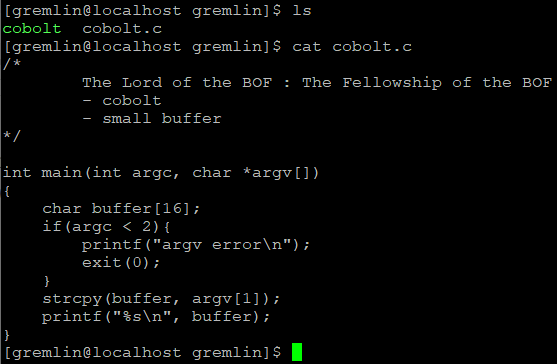 [gremlin@localhost gremlin]$ ls
cobolt  cobolt.c
[gremlin@localhost gremlin]$ cat cobolt.c
/*
        The Lord of the BOF : The Fellowship of the BOF
        - cobolt
        - small buffer
*/

int main(int argc, char *argv[])
{
    char buffer[16];
    if(argc < 2){
        printf("argv error\n");
        exit(0);
    }
    strcpy(buffer, argv[1]);
    printf("%s\n", buffer);
}
[gremlin@localhost gremlin]$